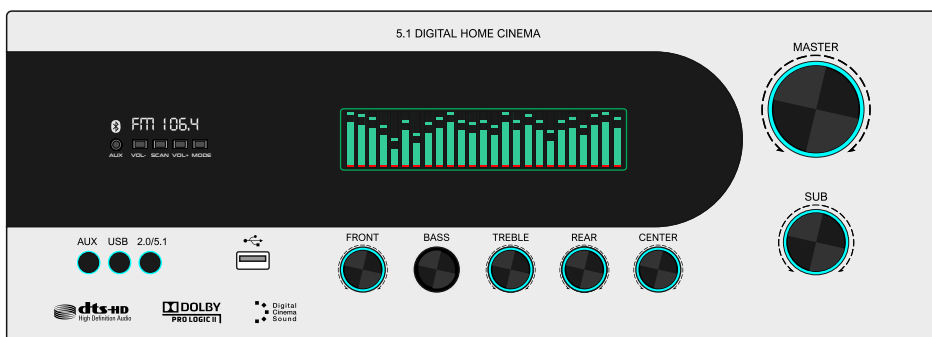 5.1 DIGITAL HOME CINEMA
MASTER
FM 106.4
AUX VOL- SCAN VOL+ MODE
SUB
AUX USB 2.0/5.1
FRONT BASS TREBLE REAR CENTER
dts-HD
High Definition Audio
DOLBY
PRO LOGIC II
Digital
Cinema
Sound